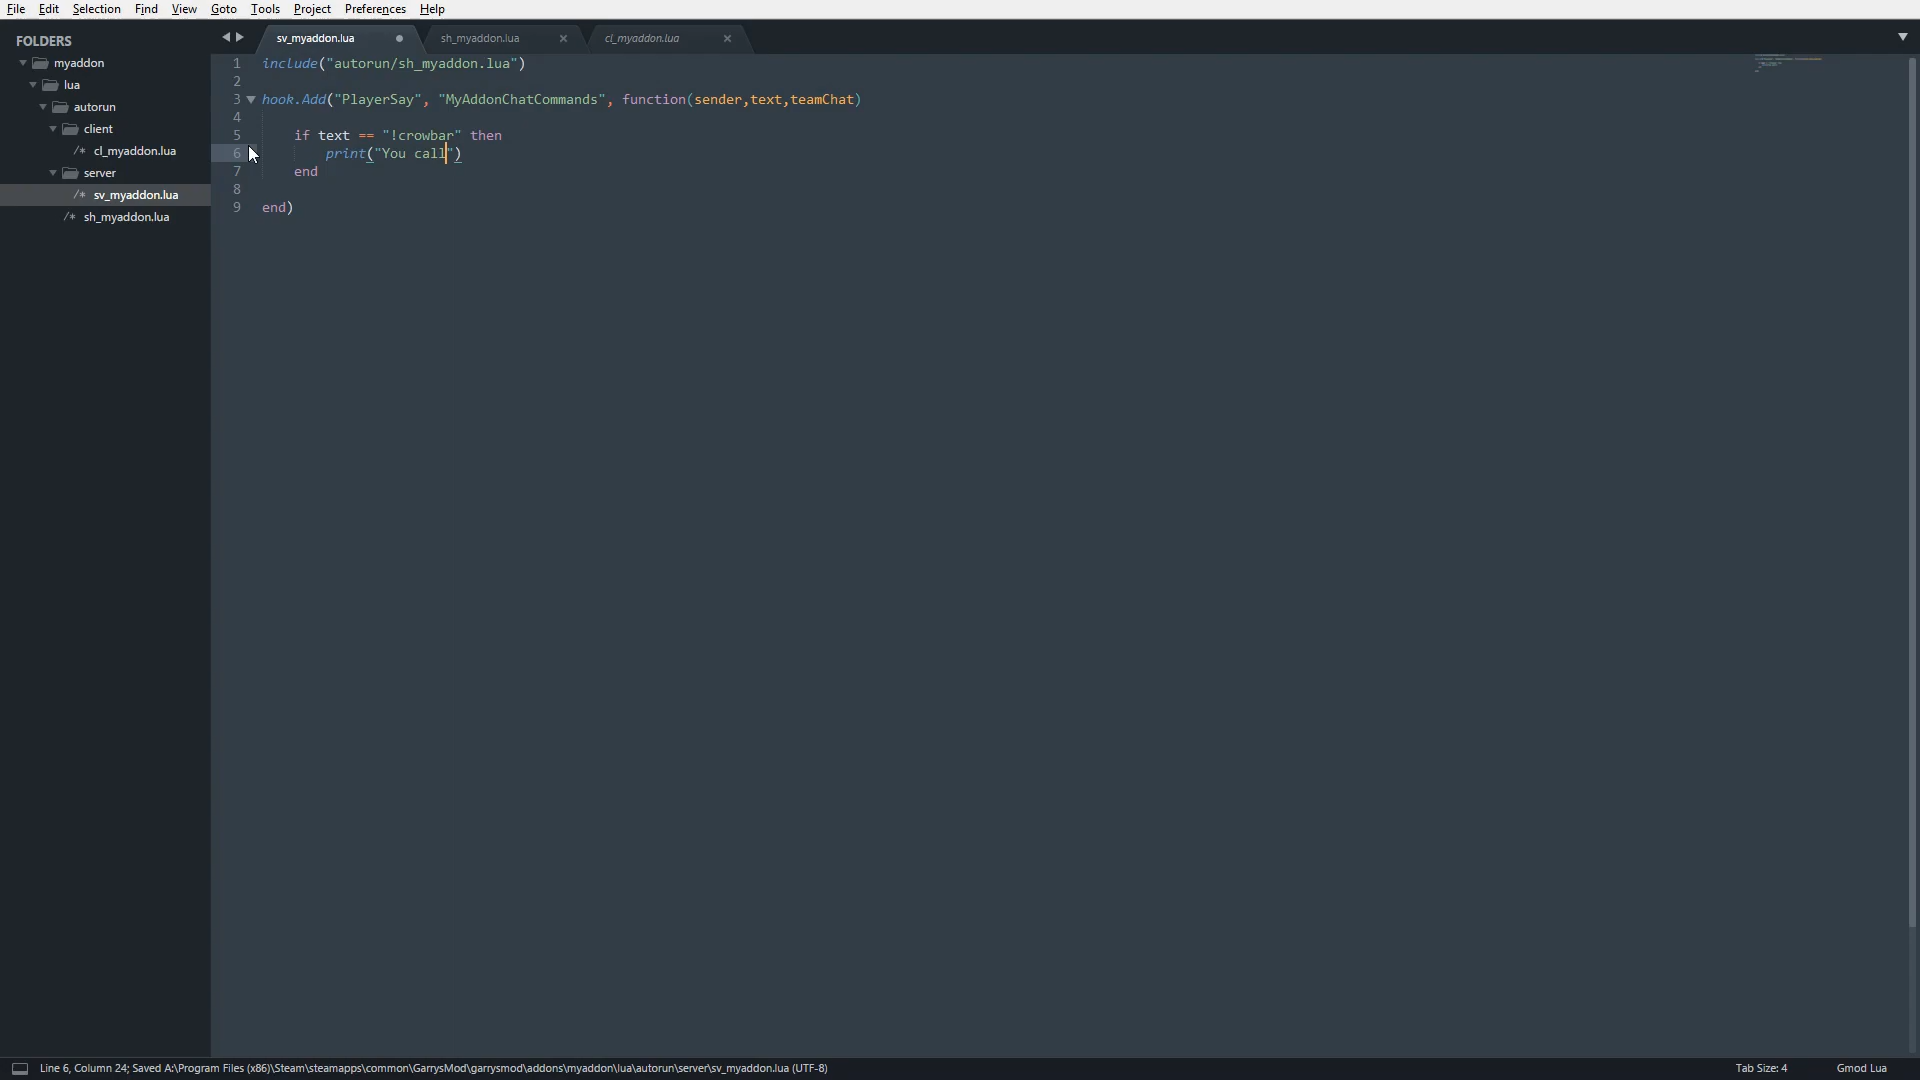 File Edit Selection Find View Goto Tools Project Preferences Help
FOLDERS
myaddon
lua
autorun
client
/* cl_myaddon.lua
server
/* sv_myaddon.lua
/* sh_myaddon.lua
sv_myaddon.lua sh_myaddon.lua cl_myaddon.lua
1 include("autorun/sh_myaddon.lua")
2
3 hook.Add("PlayerSay", "MyAddonChatCommands", function(sender,text,teamChat)
4
5 if text == "!crowbar" then
6 print("You call")
7 end
8
9 end)
Line 6, Column 24; Saved A:\Program Files (x86)\Steam\steamapps\common\GarrysMod\garrysmod\addons\myaddon\lua\autorun\server\sv_myaddon.lua (UTF-8) Tab Size: 4 Gmod Lua